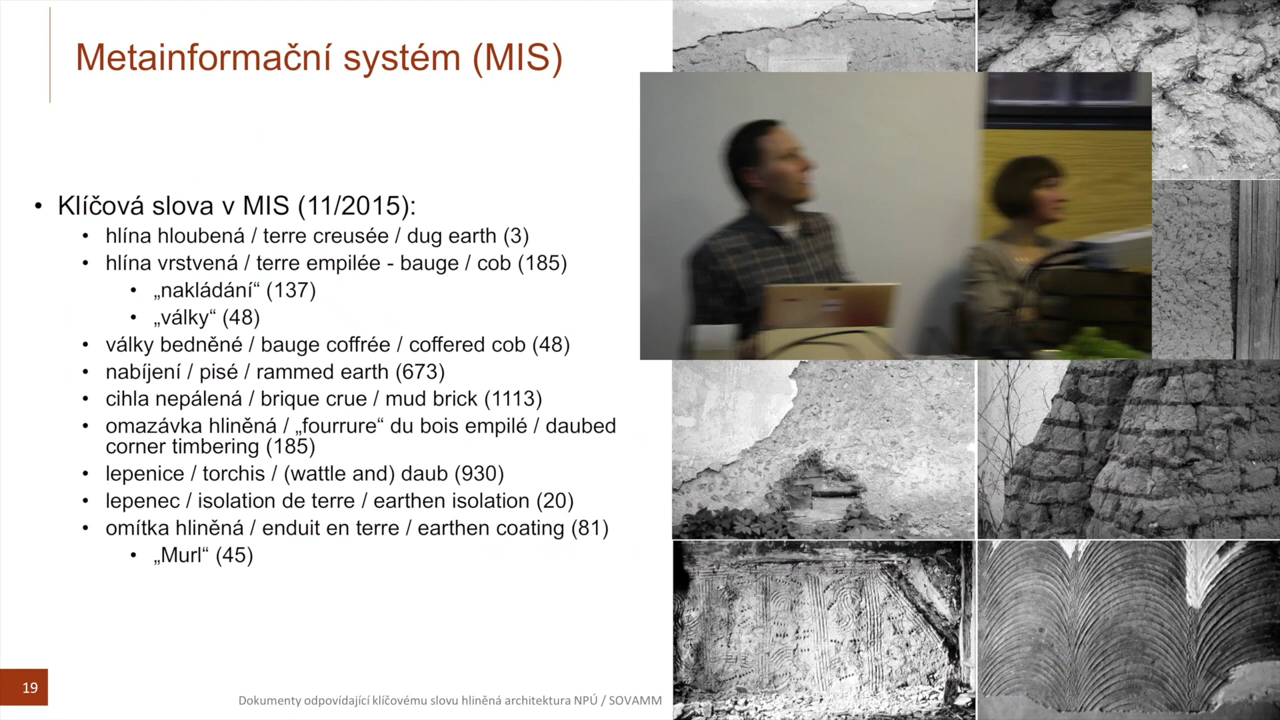 Metainformační systém (MIS)
• Klíčová slova v MIS (11/2015):
• hlína hloubená / terre creusée / dug earth (3)
• hlína vrstvená / terre empilée - bauge / cob (185)
• „nakládání“ (137)
• „války“ (48)
• války bedněné / bauge coffrée / coffered cob (48)
• nabíjení / pisé / rammed earth (673)
• cihla nepálená / brique crue / mud brick (1113)
• omazávka hliněná / „fourrure“ du bois empilé / daubed
corner timbering (185)
• lepenice / torchis / (wattle and) daub (930)
• lepenec / isolation de terre / earthen isolation (20)
• omítka hliněná / enduit en terre / earthen coating (81)
• „Murl“ (45)
19
Dokumenty odpovídající klíčovému slovu hliněná architektura NPÚ / SOVAMM